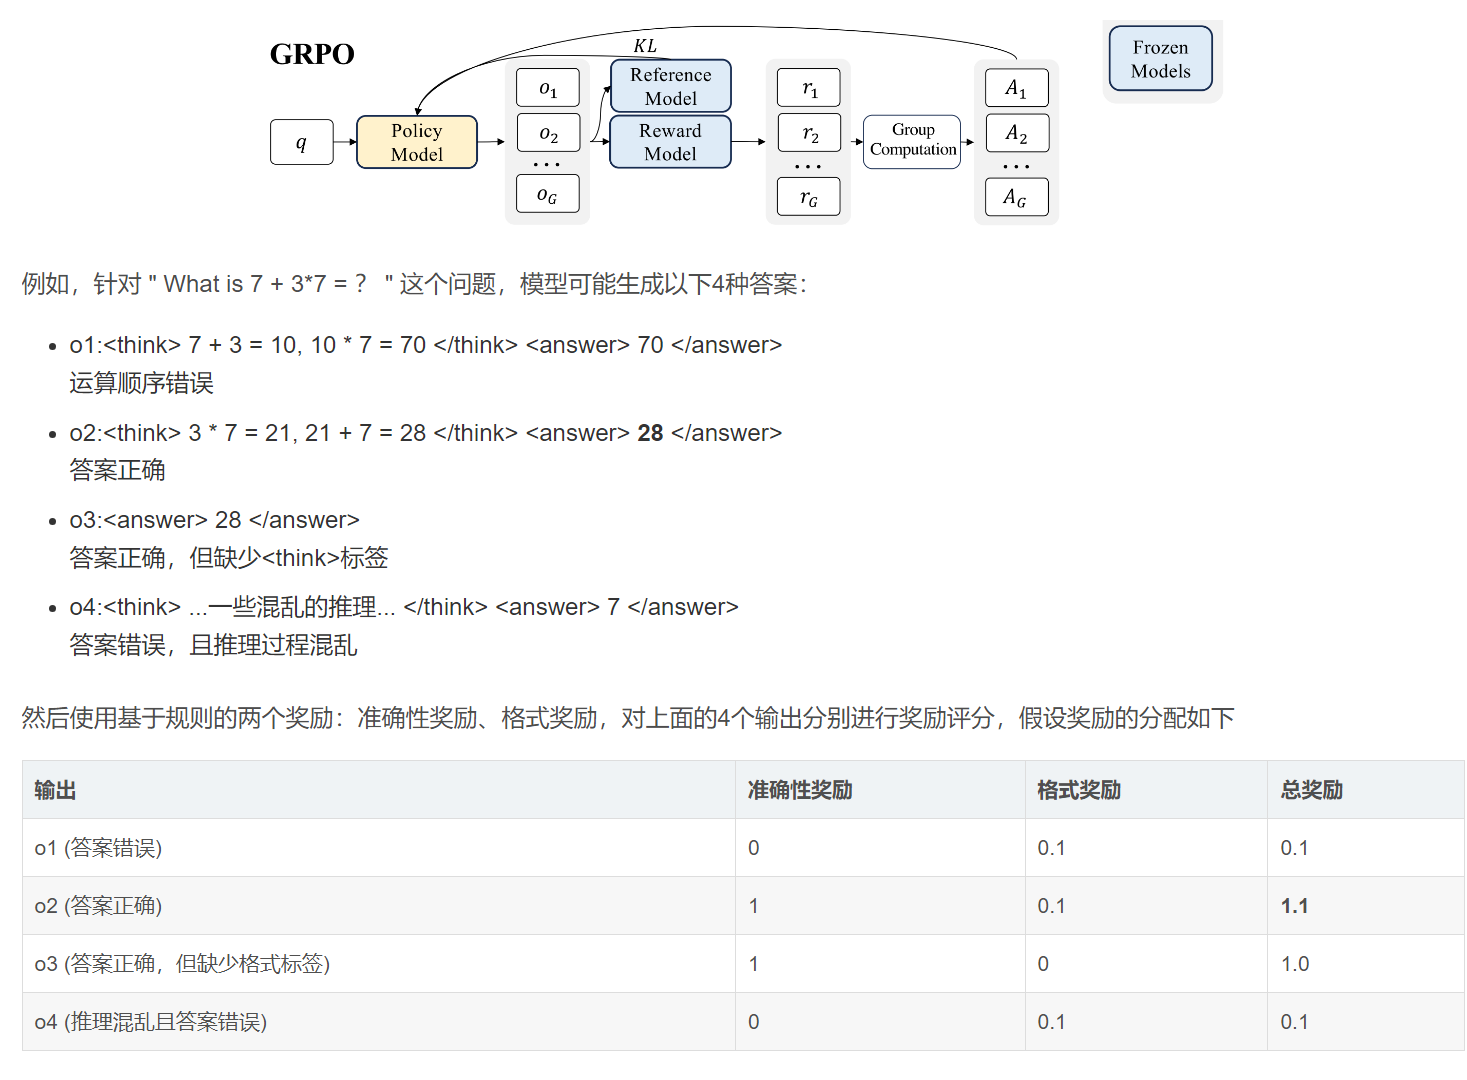 GRPO
KL
q
Policy
Model
o1
o2
...
oG
Reference
Model
Reward
Model
r1
r2
...
rG
Group
Computation
A1
A2
...
AG
Frozen
Models
例如，针对 " What is 7 + 3*7 = ？ " 这个问题，模型可能生成以下4种答案：
• o1:<think> 7 + 3 = 10, 10 * 7 = 70 </think> <answer> 70 </answer>
运算顺序错误
• o2:<think> 3 * 7 = 21, 21 + 7 = 28 </think> <answer> 28 </answer>
答案正确
• o3:<answer> 28 </answer>
答案正确，但缺少<think>标签
• o4:<think> ...一些混乱的推理... </think> <answer> 7 </answer>
答案错误，且推理过程混乱
然后使用基于规则的两个奖励：准确性奖励、格式奖励，对上面的4个输出分别进行奖励评分，假设奖励的分配如下
输出 准确性奖励 格式奖励 总奖励
o1 (答案错误) 0 0.1 0.1
o2 (答案正确) 1 0.1 1.1
o3 (答案正确，但缺少格式标签) 1 0 1.0
o4 (推理混乱且答案错误) 0 0.1 0.1